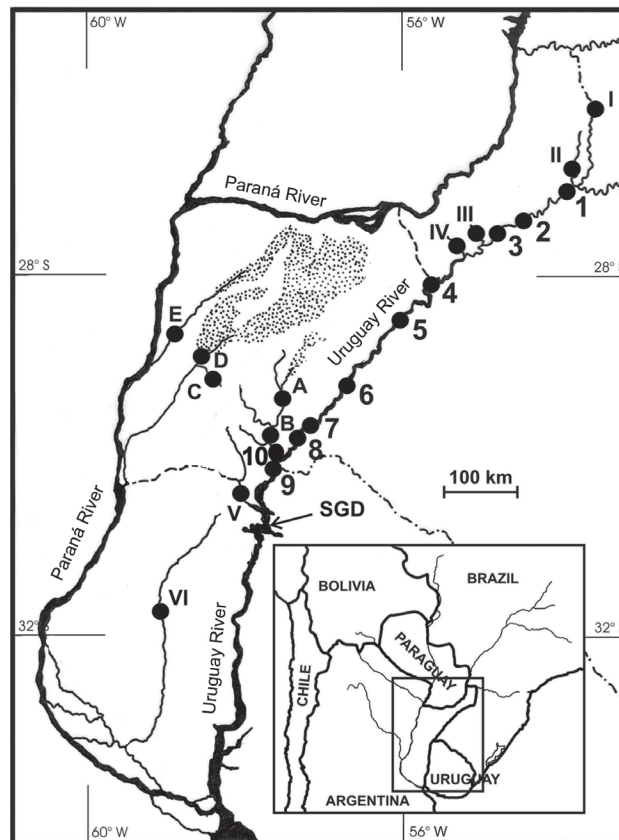 60° W
56° W
I
II
1
Paraná River
III
2
IV
3
28° S
28° S
4
E
Uruguay River
5
D
C
A
6
B
7
8
10
9
100 km
V
SGD
Paraná River
BOLIVIA
BRAZIL
VI
PARAGUAY
32° S
32°
Uruguay River
CHILE
URUGUAY
ARGENTINA
60° W
56° W